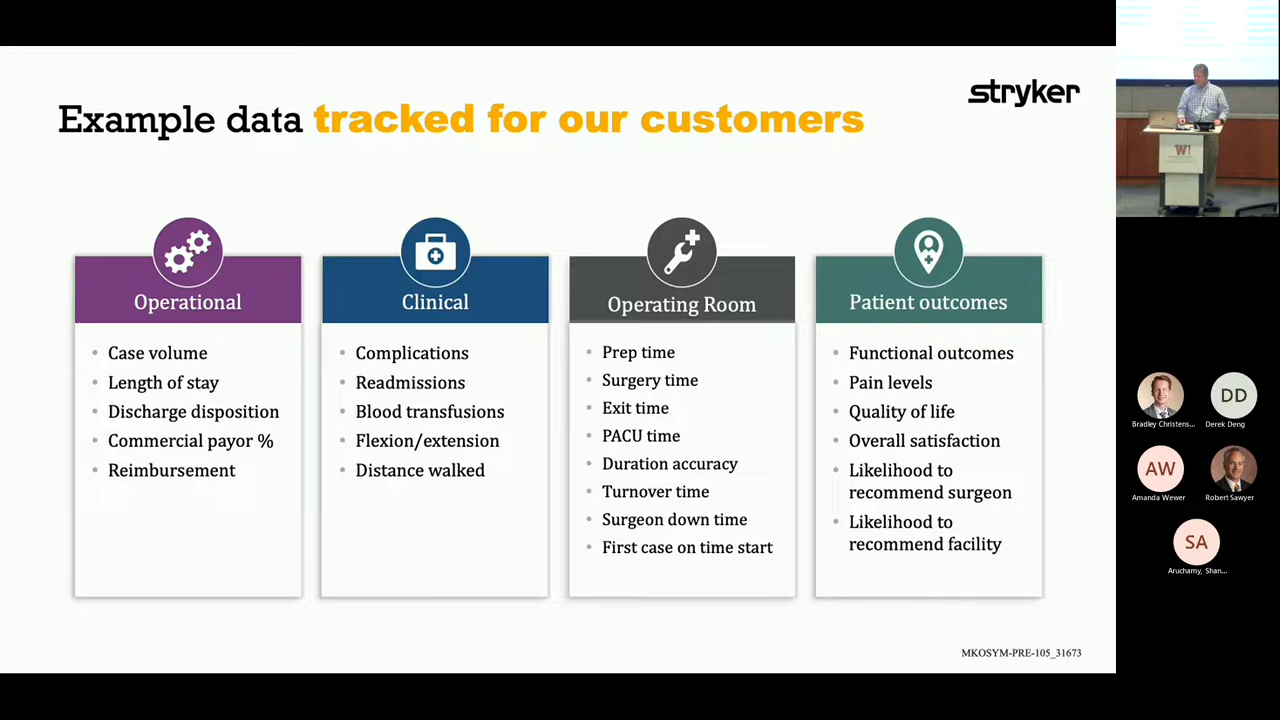 stryker
Example data tracked for our customers
Operational
Case volume
Length of stay
Discharge disposition
Commercial payor %
Reimbursement
Clinical
Complications
Readmissions
Blood transfusions
Flexion/extension
Distance walked
Operating Room
Prep time
Surgery time
Exit time
PACU time
Duration accuracy
Turnover time
Surgeon down time
First case on time start
Patient outcomes
Functional outcomes
Pain levels
Quality of life
Overall satisfaction
Likelihood to
recommend surgeon
Likelihood to
recommend facility
MKOSYM-PRE-105_31673
W
Bradley Christens...
DD
Derek Deng
AW
Amanda Wewer
Robert Sawyer
SA
Aruchamy, Shan...